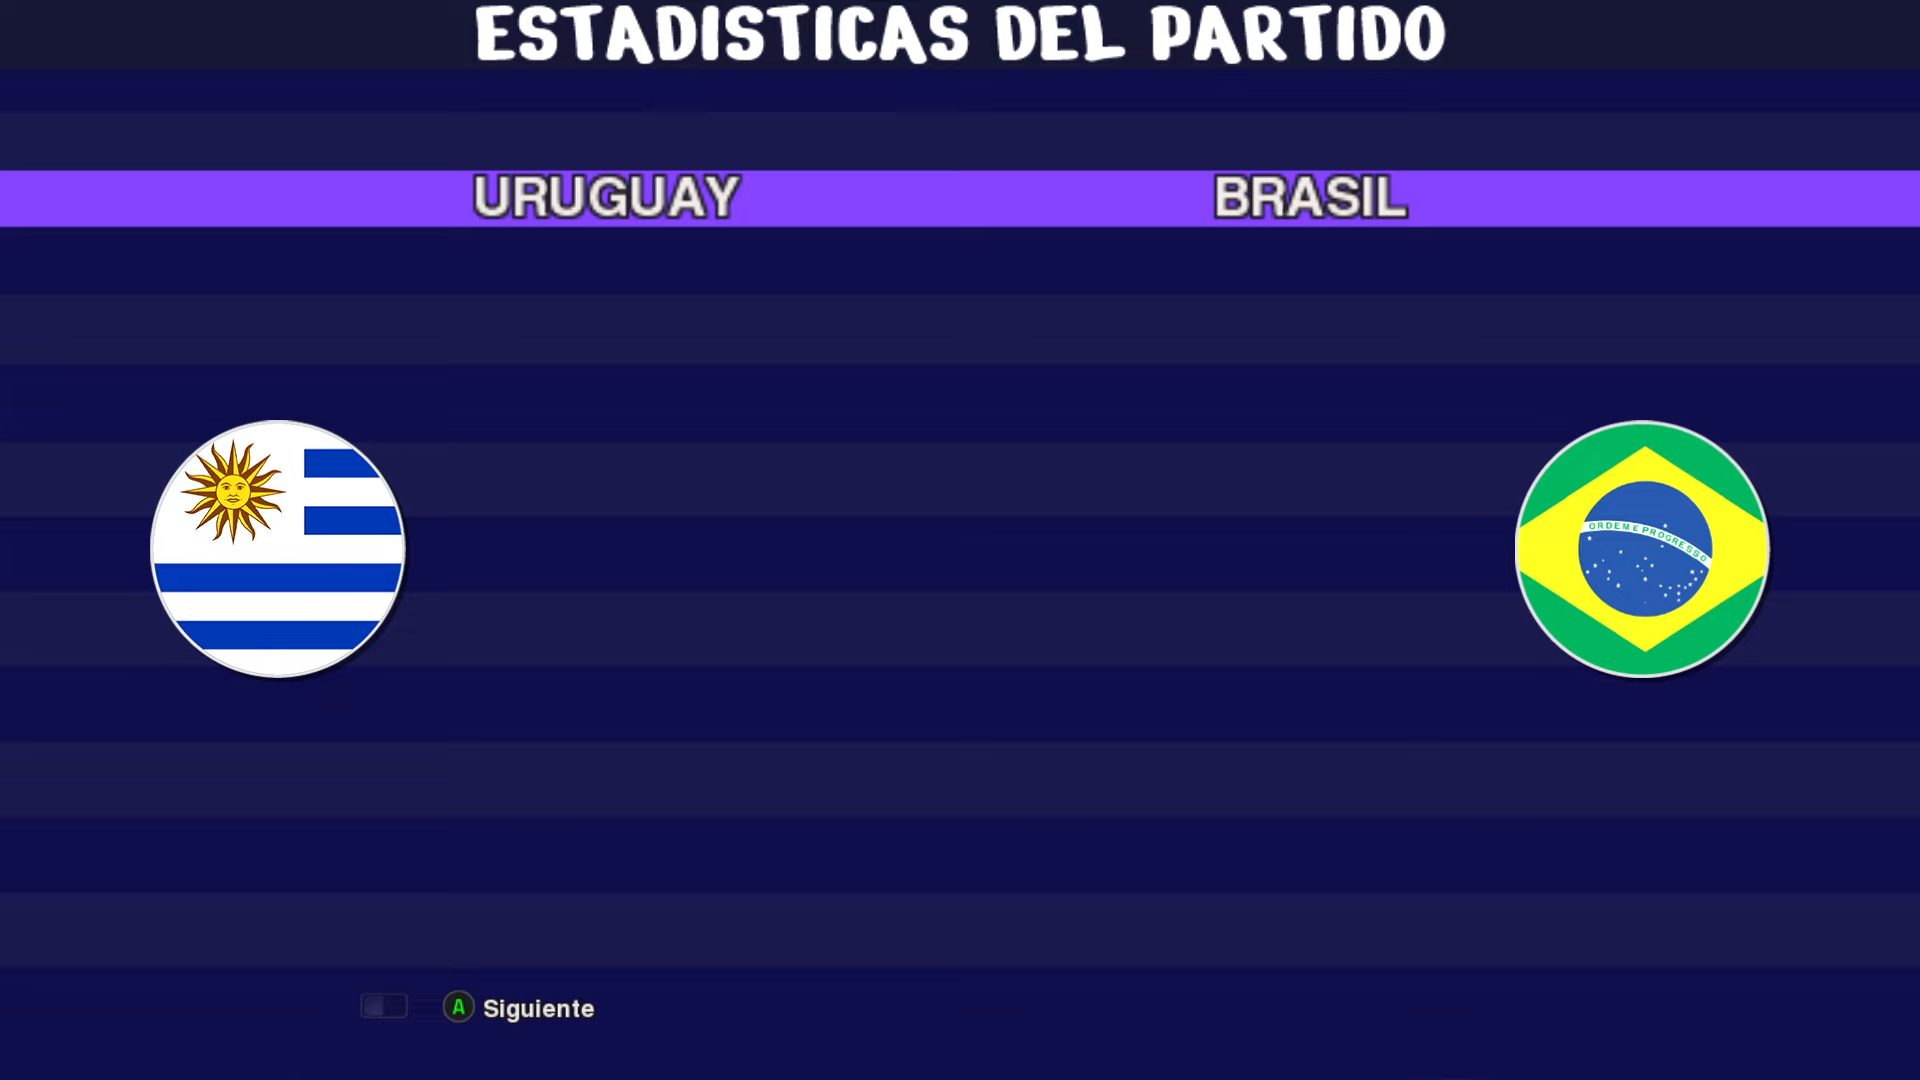 ESTADISTICAS DEL PARTIDO
URUGUAY
BRASIL
ORDEM E PROGRESSO
A Siguiente